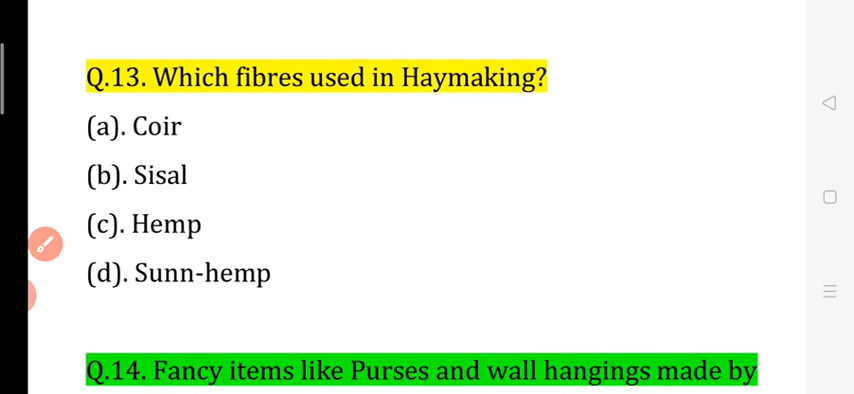 Q.13. Which fibres used in Haymaking?
(a). Coir
(b). Sisal
(c). Hemp
(d). Sunn-hemp
Q.14. Fancy items like Purses and wall hangings made by